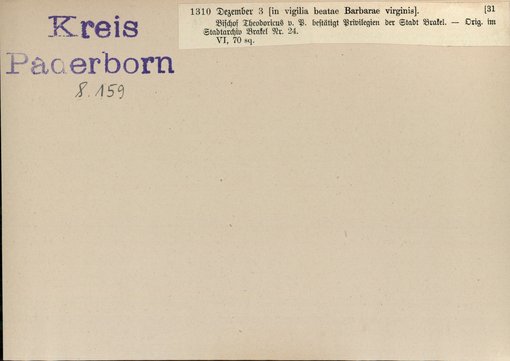 Kreis
Paderborn
S. 159
1310 Dezember 3 [in vigilia beatae Barbarae virginis]. [31
Bischof Theodoricus v. P. bestätigt Privilegien der Stadt Brakel. — Orig. im
Stadtarchiv Brakel Nr. 24.
VI, 70 sq.